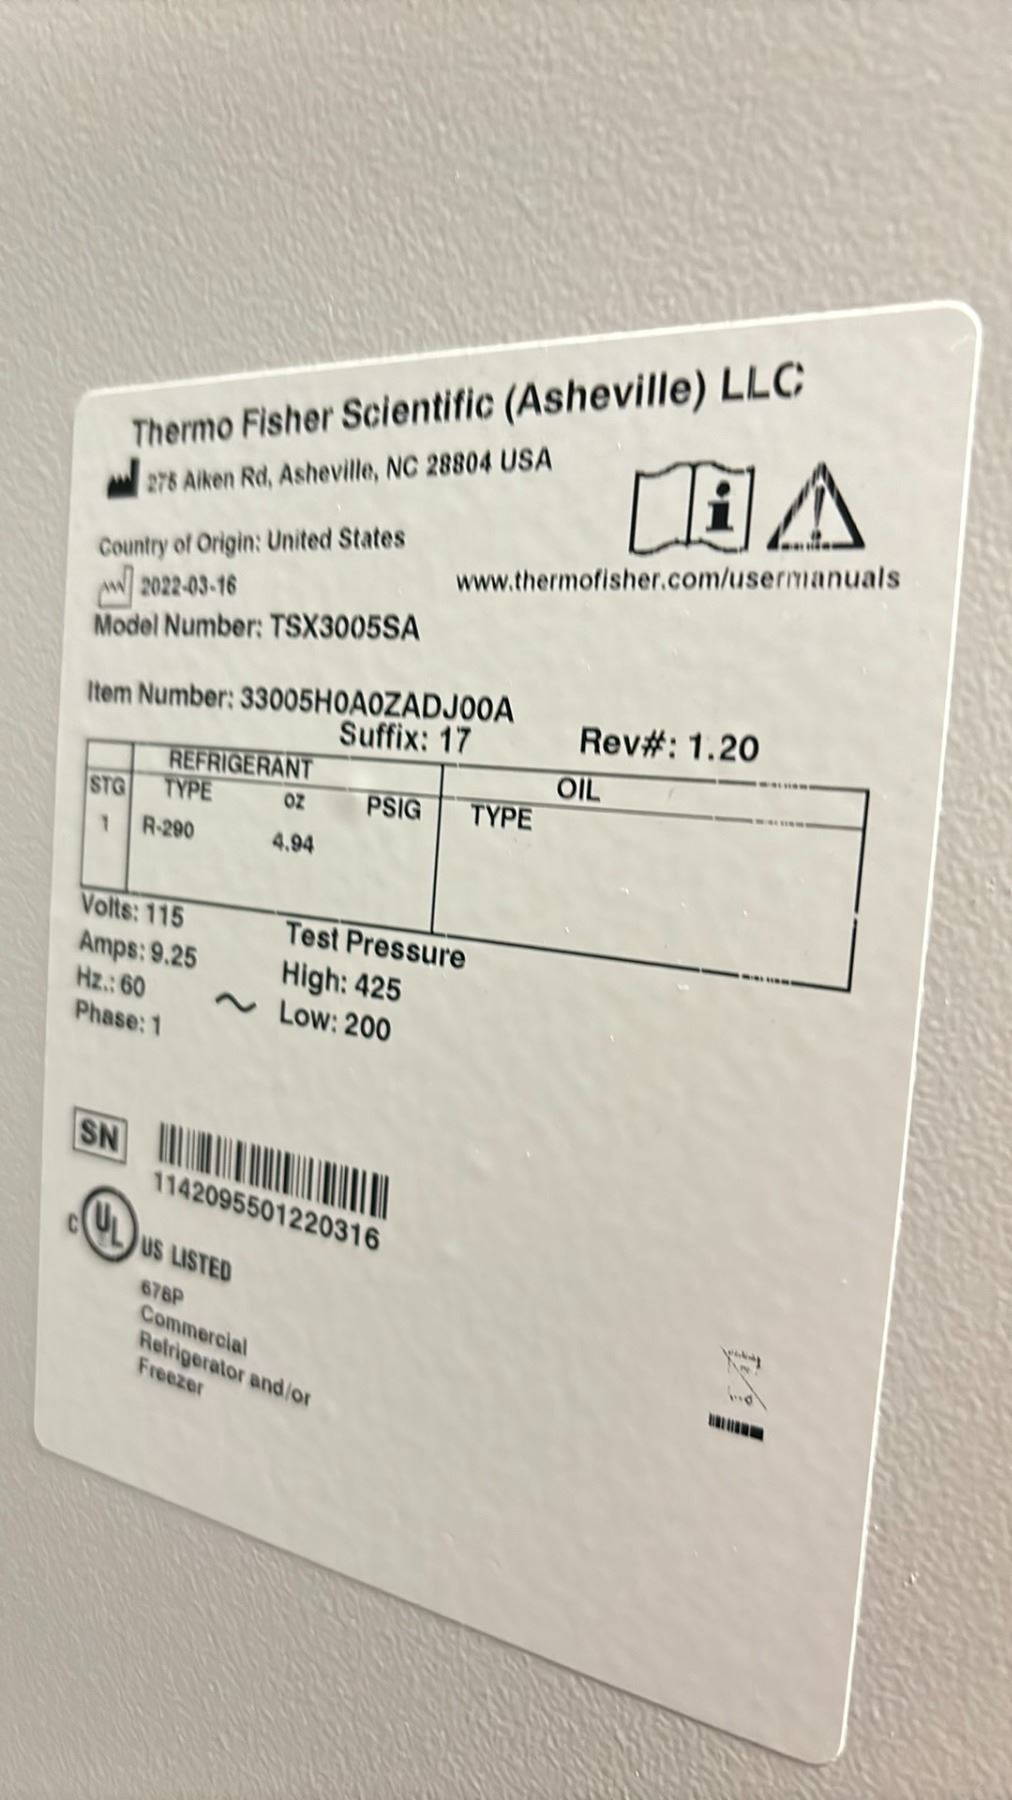 Thermo Fisher Scientific (Asheville) LLC
275 Aiken Rd, Asheville, NC 28804 USA
Country of Origin: United States
2022-03-16
www.thermofisher.com/usermanuals
Model Number: TSX3005SA
Item Number: 33005H0A0ZADJ00A
Suffix: 17 Rev#: 1.20
REFRIGERANT OIL
STG TYPE oz PSIG TYPE
1 R-290 4.94
Volts: 115
Amps: 9.25
Hz.: 60
Phase: 1
~
Test Pressure
High: 425
Low: 200
SN
1142095501220316
C UL US LISTED
676P
Commercial
Refrigerator and/or
Freezer